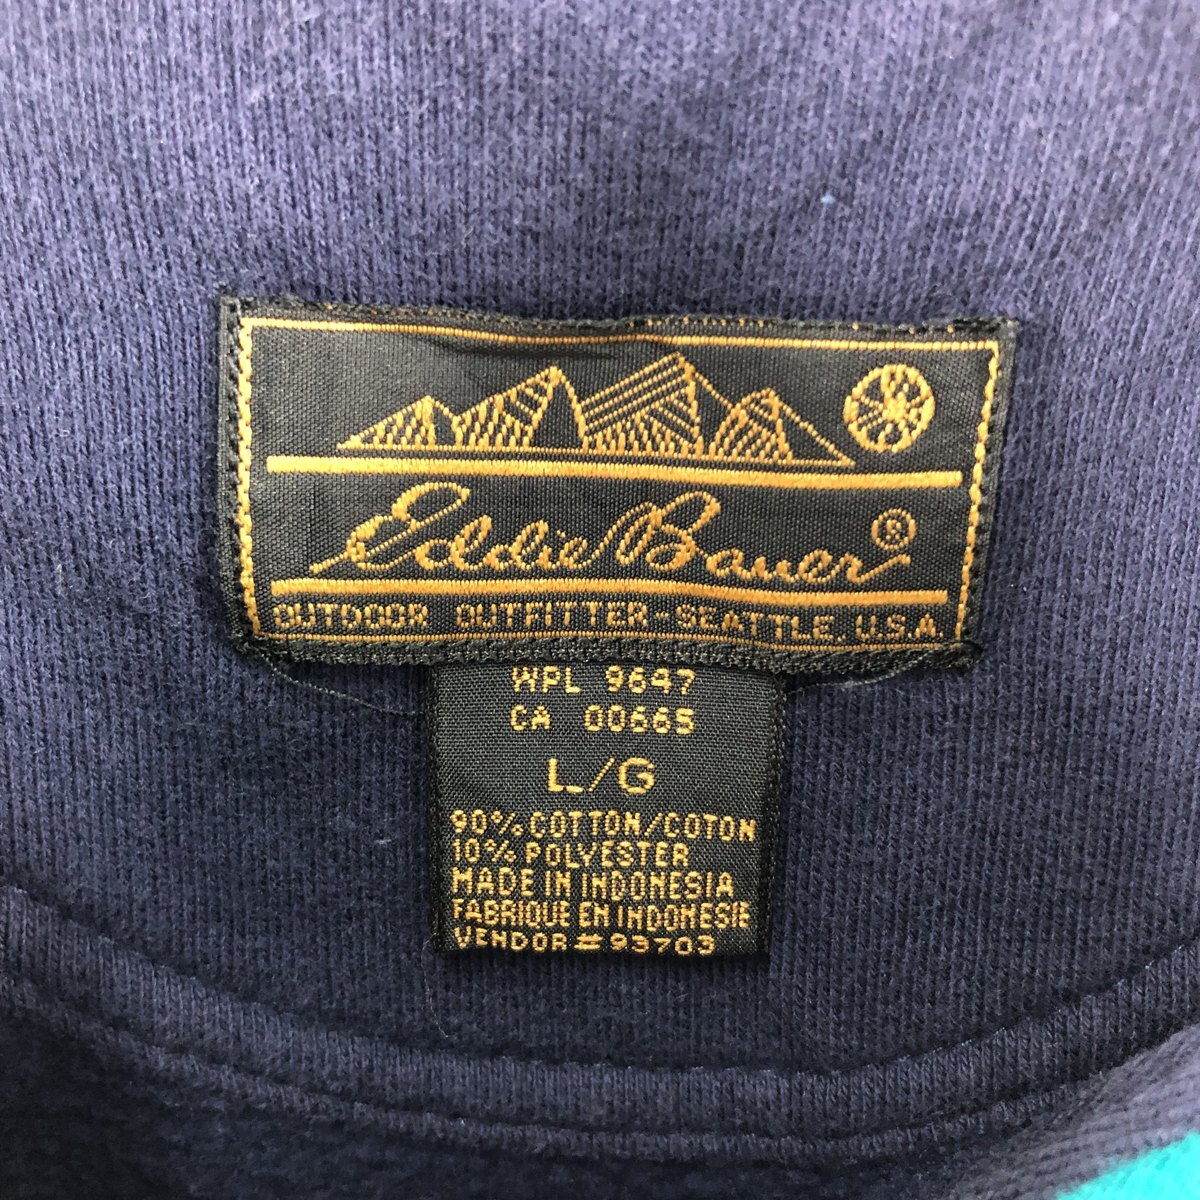 Eddie Bauer®
OUTDOOR OUTFITTER-SEATTLE, U.S.A.
WPL 9647
CA 00665
L/G
90% COTTON/COTON
10% POLYESTER
MADE IN INDONESIA
FABRIQUE EN INDONESIE
VENDOR #93703